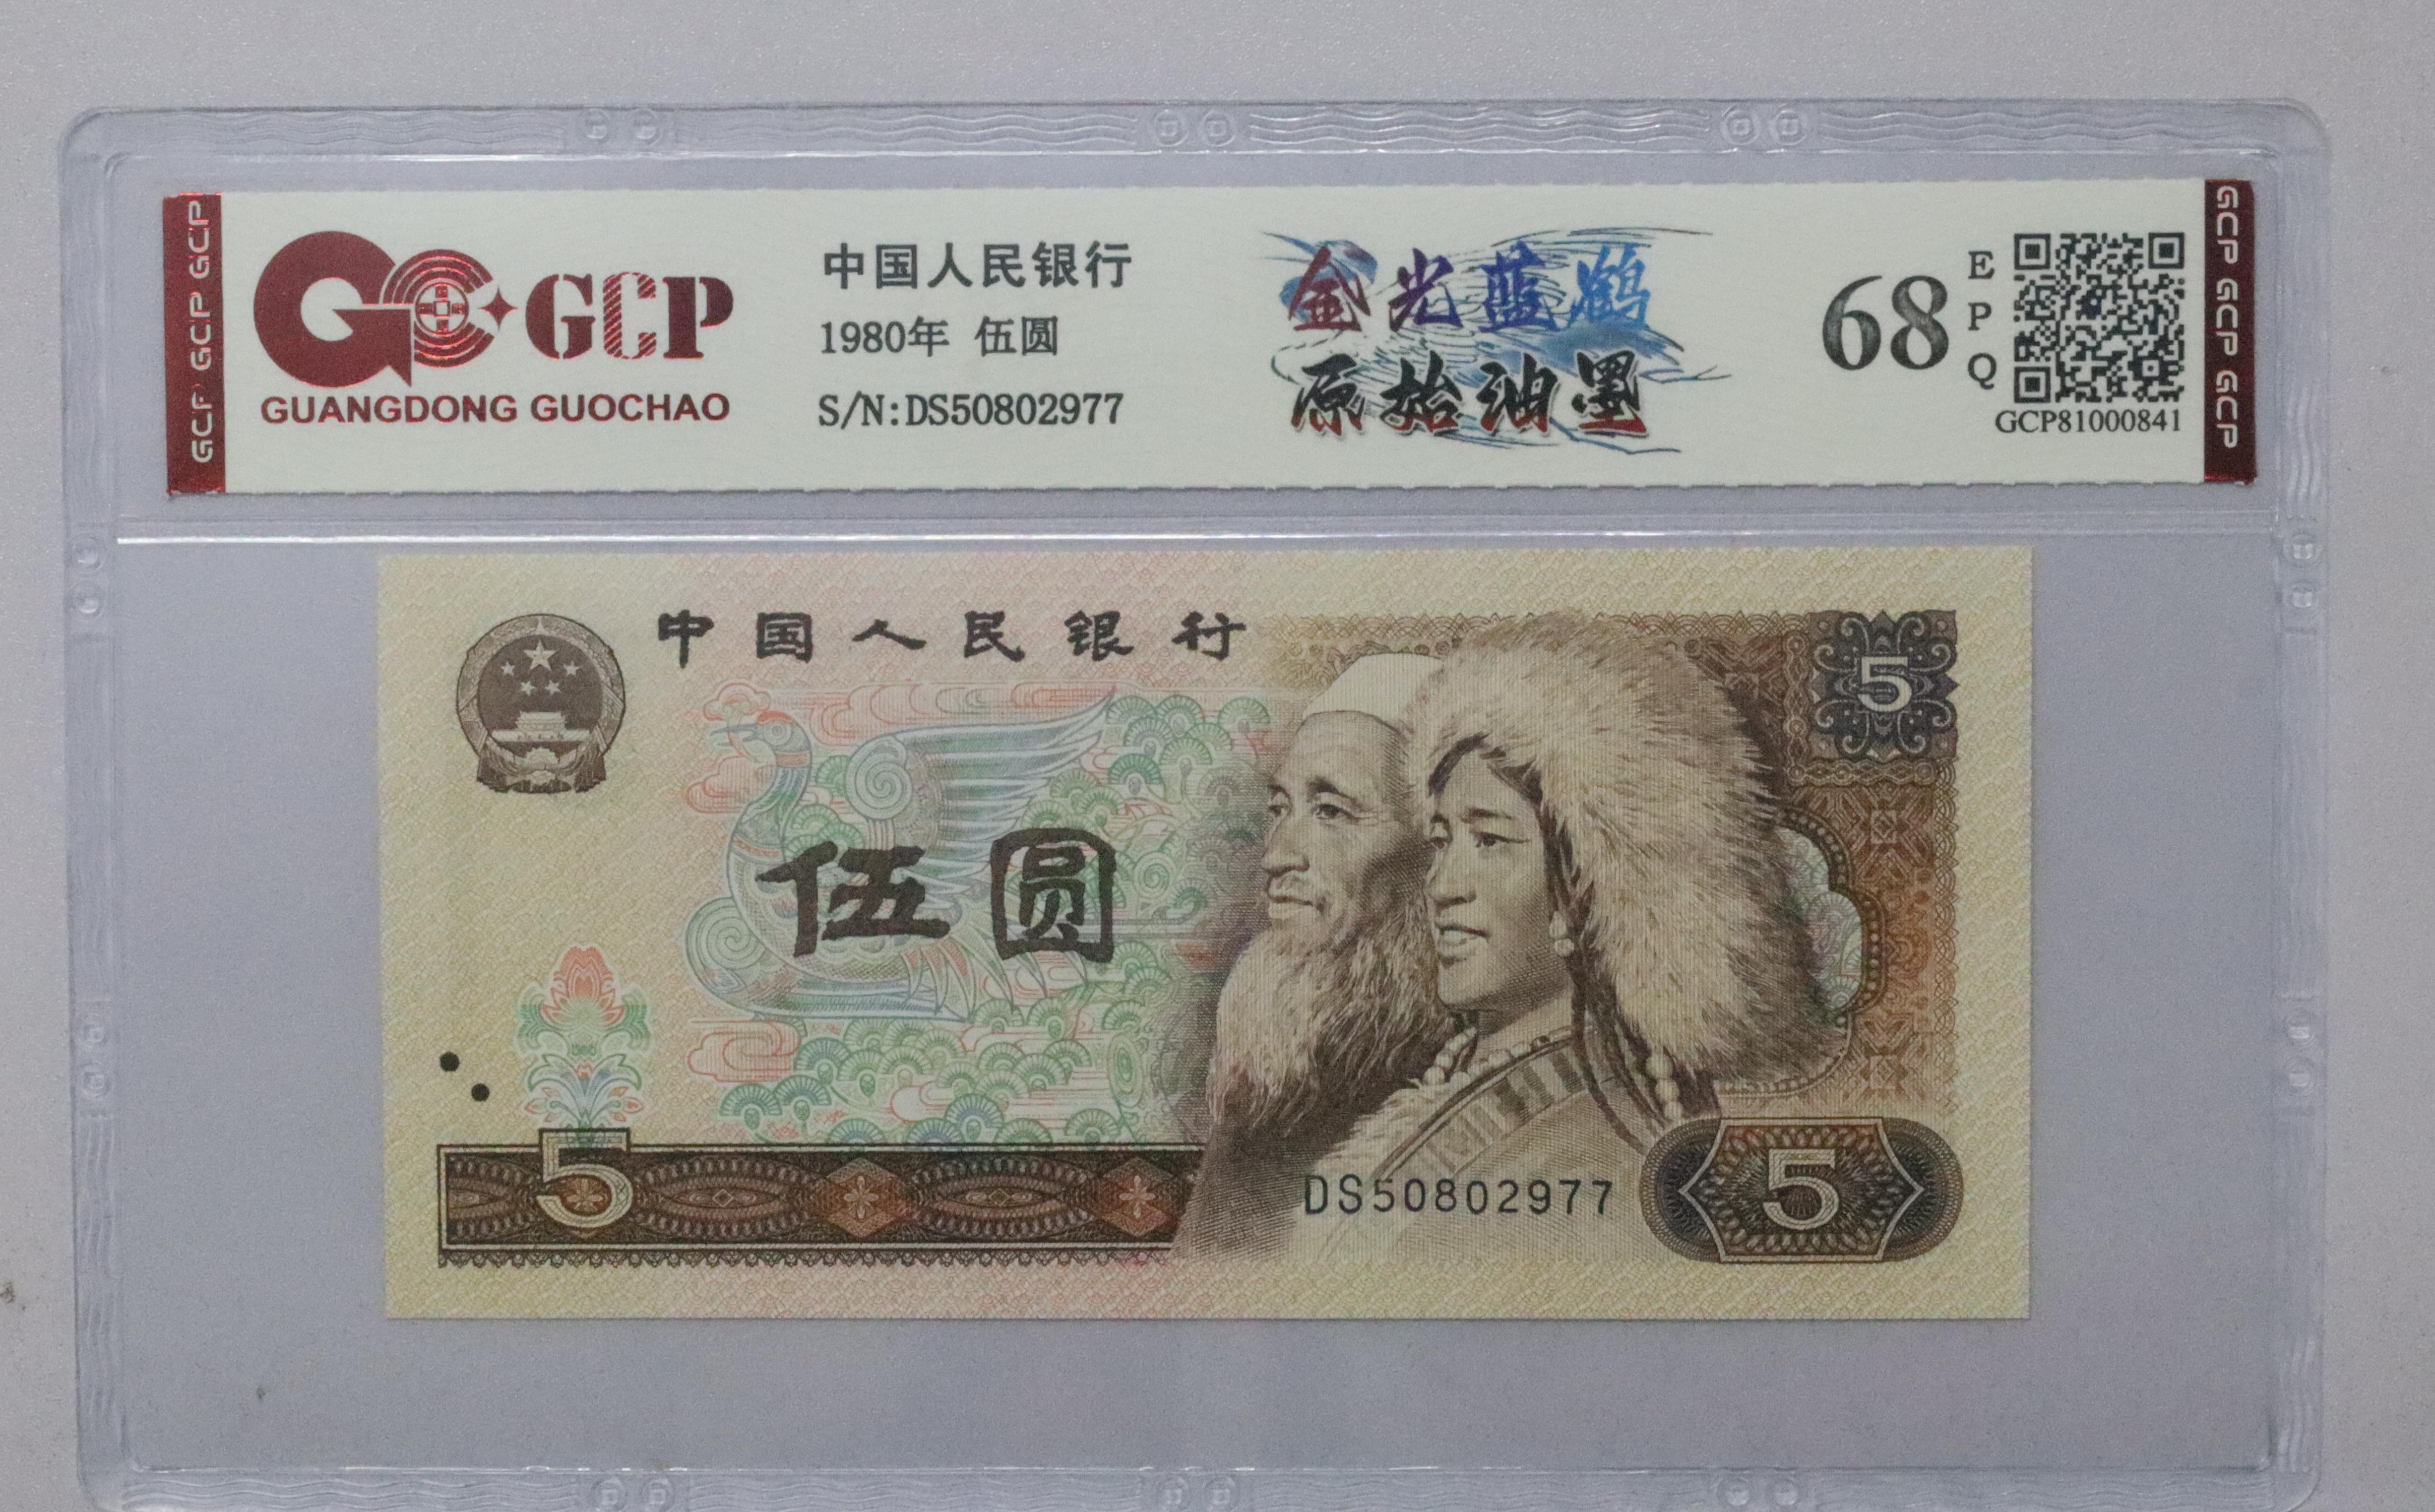 GCP GCP GCP
GCP
GUANGDONG GUOCHAO
中国人民银行
1980年 伍圆
S/N:DS50802977
金光蓝鹤
原始油墨
68
EPQ
GCP81000841
GCP GCP GCP
中国人民银行
5
伍圆
1980
5
DS50802977
5